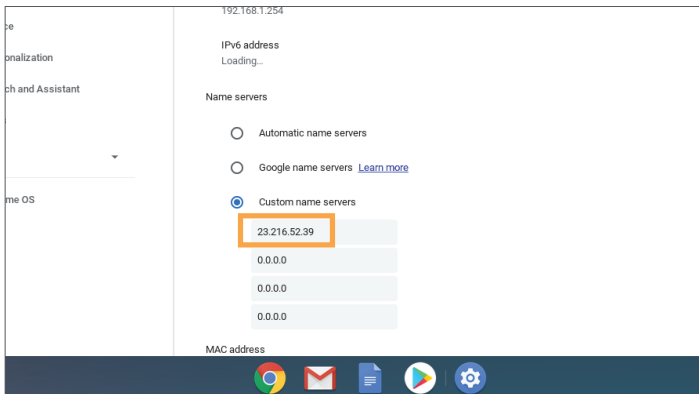 192.168.1.254
IPv6 address
Loading...
Name servers
Automatic name servers
Google name servers Learn more
Custom name servers
23.216.52.39
0.0.0.0
0.0.0.0
0.0.0.0
MAC address
ce
onalization
ch and Assistant
s
me OS